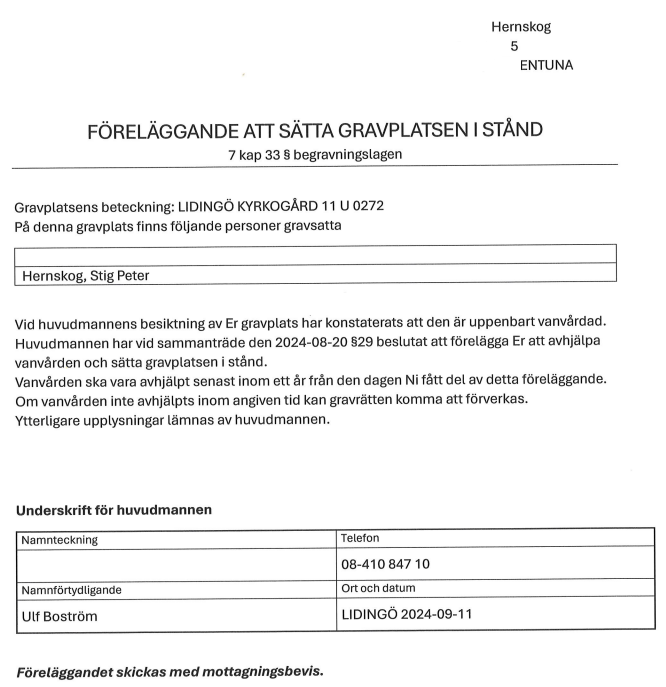 Hernskog
5
ENTUNA
FÖRELÄGGANDE ATT SÄTTA GRAVPLATSEN I STÅND
7 kap 33 § begravningslagen
Gravplatsens beteckning: LIDINGÖ KYRKOGÅRD 11 U 0272
På denna gravplats finns följande personer gravsatta
Hernskog, Stig Peter
Vid huvudmannens besiktning av Er gravplats har konstaterats att den är uppenbart vanvårdad.
Huvudmannen har vid sammanträde den 2024-08-20 §29 beslutat att förelägga Er att avhjälpa
vanvården och sätta gravplatsen i stånd.
Vanvården ska vara avhjälpt senast inom ett år från den dagen Ni fått del av detta föreläggande.
Om vanvården inte avhjälpts inom angiven tid kan gravrätten komma att förverkas.
Ytterligare upplysningar lämnas av huvudmannen.
Underskrift för huvudmannen
Namnteckning
Telefon
08-410 847 10
Namnförtydligande
Ort och datum
Ulf Boström
LIDINGÖ 2024-09-11
Föreläggandet skickas med mottagningsbevis.